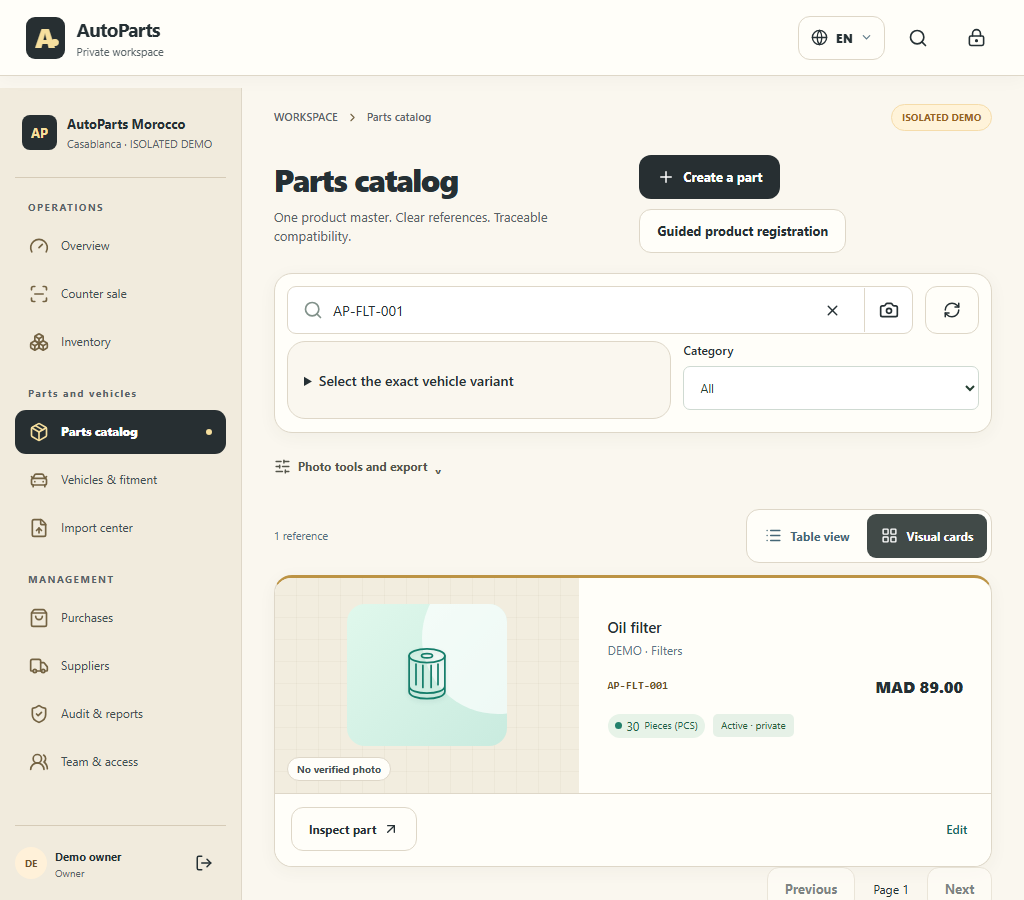 AutoParts
Private workspace
EN
AP
AutoParts Morocco
Casablanca · ISOLATED DEMO
OPERATIONS
Overview
Counter sale
Inventory
Parts and vehicles
Parts catalog
Vehicles & fitment
Import center
MANAGEMENT
Purchases
Suppliers
Audit & reports
Team & access
DE
Demo owner
Owner
WORKSPACE
Parts catalog
ISOLATED DEMO
Parts catalog
One product master. Clear references. Traceable
compatibility.
Create a part
Guided product registration
AP-FLT-001
Select the exact vehicle variant
Category
All
Photo tools and export
1 reference
Table view
Visual cards
No verified photo
Oil filter
DEMO · Filters
AP-FLT-001
MAD 89.00
30 Pieces (PCS)
Active · private
Inspect part
Edit
Previous
Page 1
Next